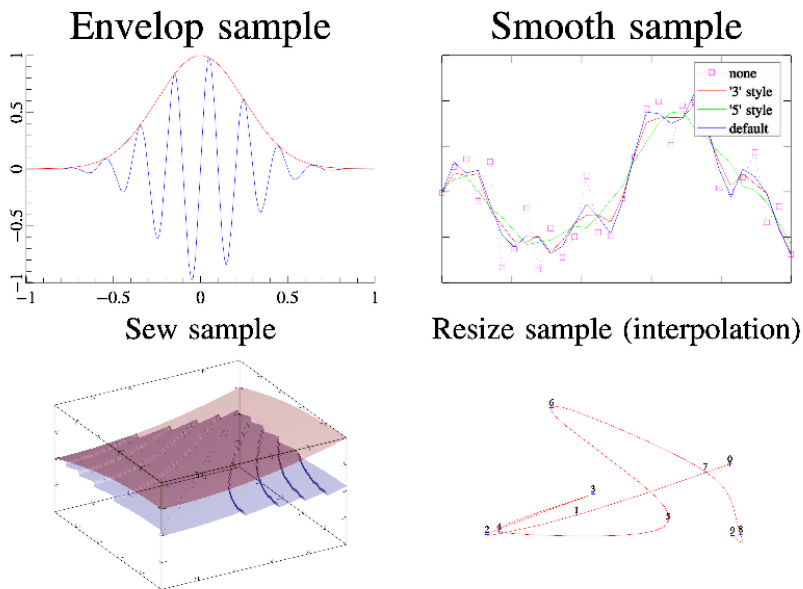 Envelop sample
Smooth sample
1
0.5
0
−0.5
−1
−1
−0.5
0
0.5
1
none
'3' style
'5' style
default
Sew sample
Resize sample (interpolation)
6
0
7
3
1
5
2
4
9
8